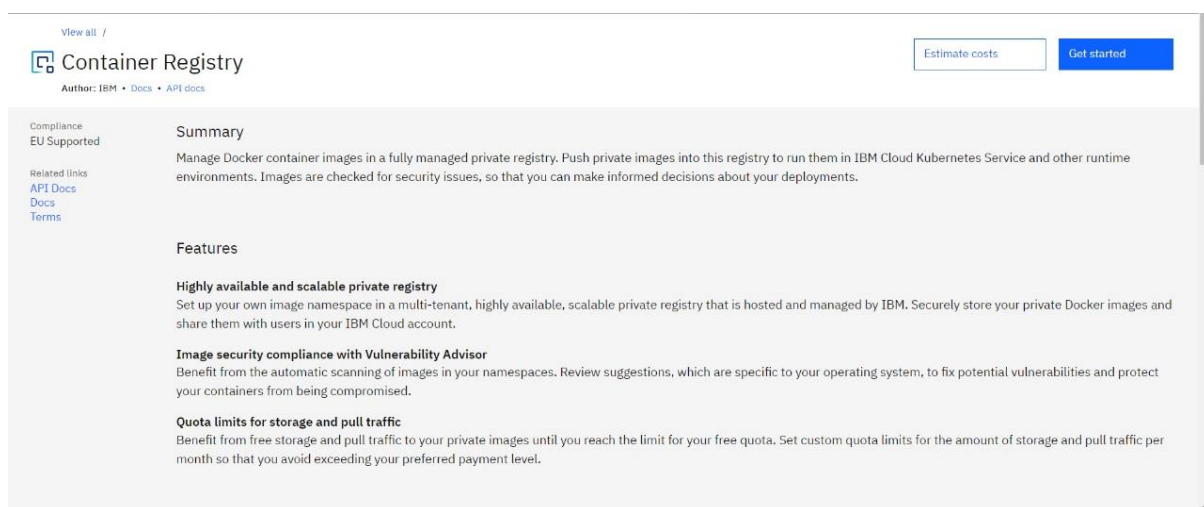 View all /
Container Registry
Author: IBM • Docs • API docs
Estimate costs
Get started
Compliance
EU Supported
Related links
API Docs
Docs
Terms
Summary
Manage Docker container images in a fully managed private registry. Push private images into this registry to run them in IBM Cloud Kubernetes Service and other runtime
environments. Images are checked for security issues, so that you can make informed decisions about your deployments.
Features
Highly available and scalable private registry
Set up your own image namespace in a multi-tenant, highly available, scalable private registry that is hosted and managed by IBM. Securely store your private Docker images and
share them with users in your IBM Cloud account.
Image security compliance with Vulnerability Advisor
Benefit from the automatic scanning of images in your namespaces. Review suggestions, which are specific to your operating system, to fix potential vulnerabilities and protect
your containers from being compromised.
Quota limits for storage and pull traffic
Benefit from free storage and pull traffic to your private images until you reach the limit for your free quota. Set custom quota limits for the amount of storage and pull traffic per
month so that you avoid exceeding your preferred payment level.